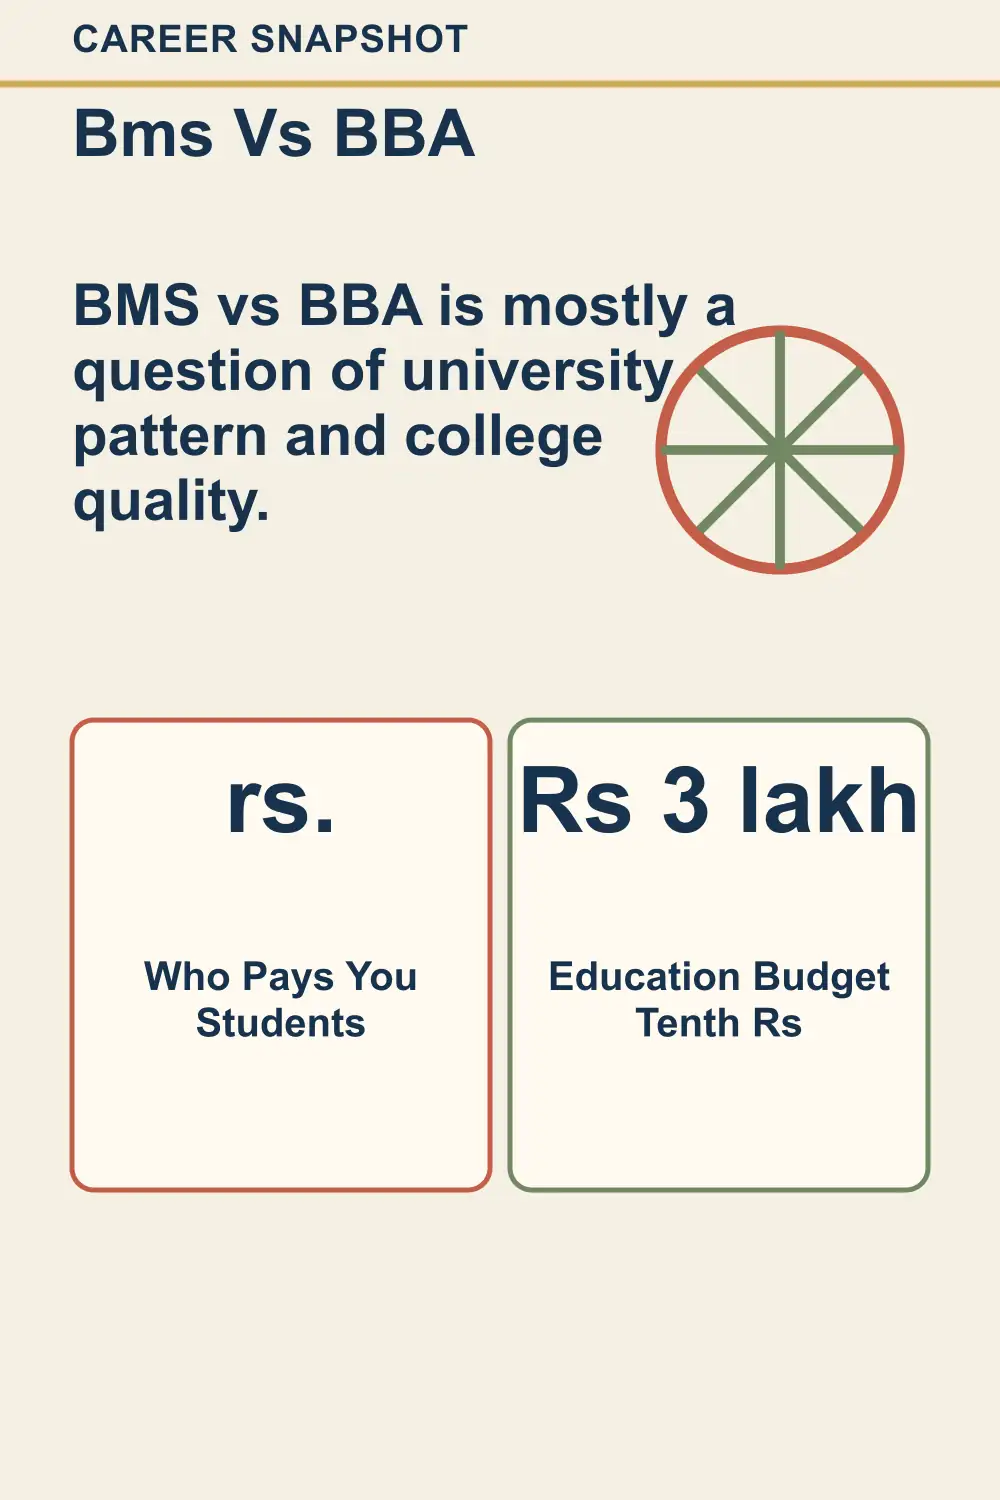 CAREER SNAPSHOT
Bms Vs BBA
BMS vs BBA is mostly a
question of university
pattern and college
quality.
rs.
Who Pays You
Students
Rs 3 lakh
Education Budget
Tenth Rs